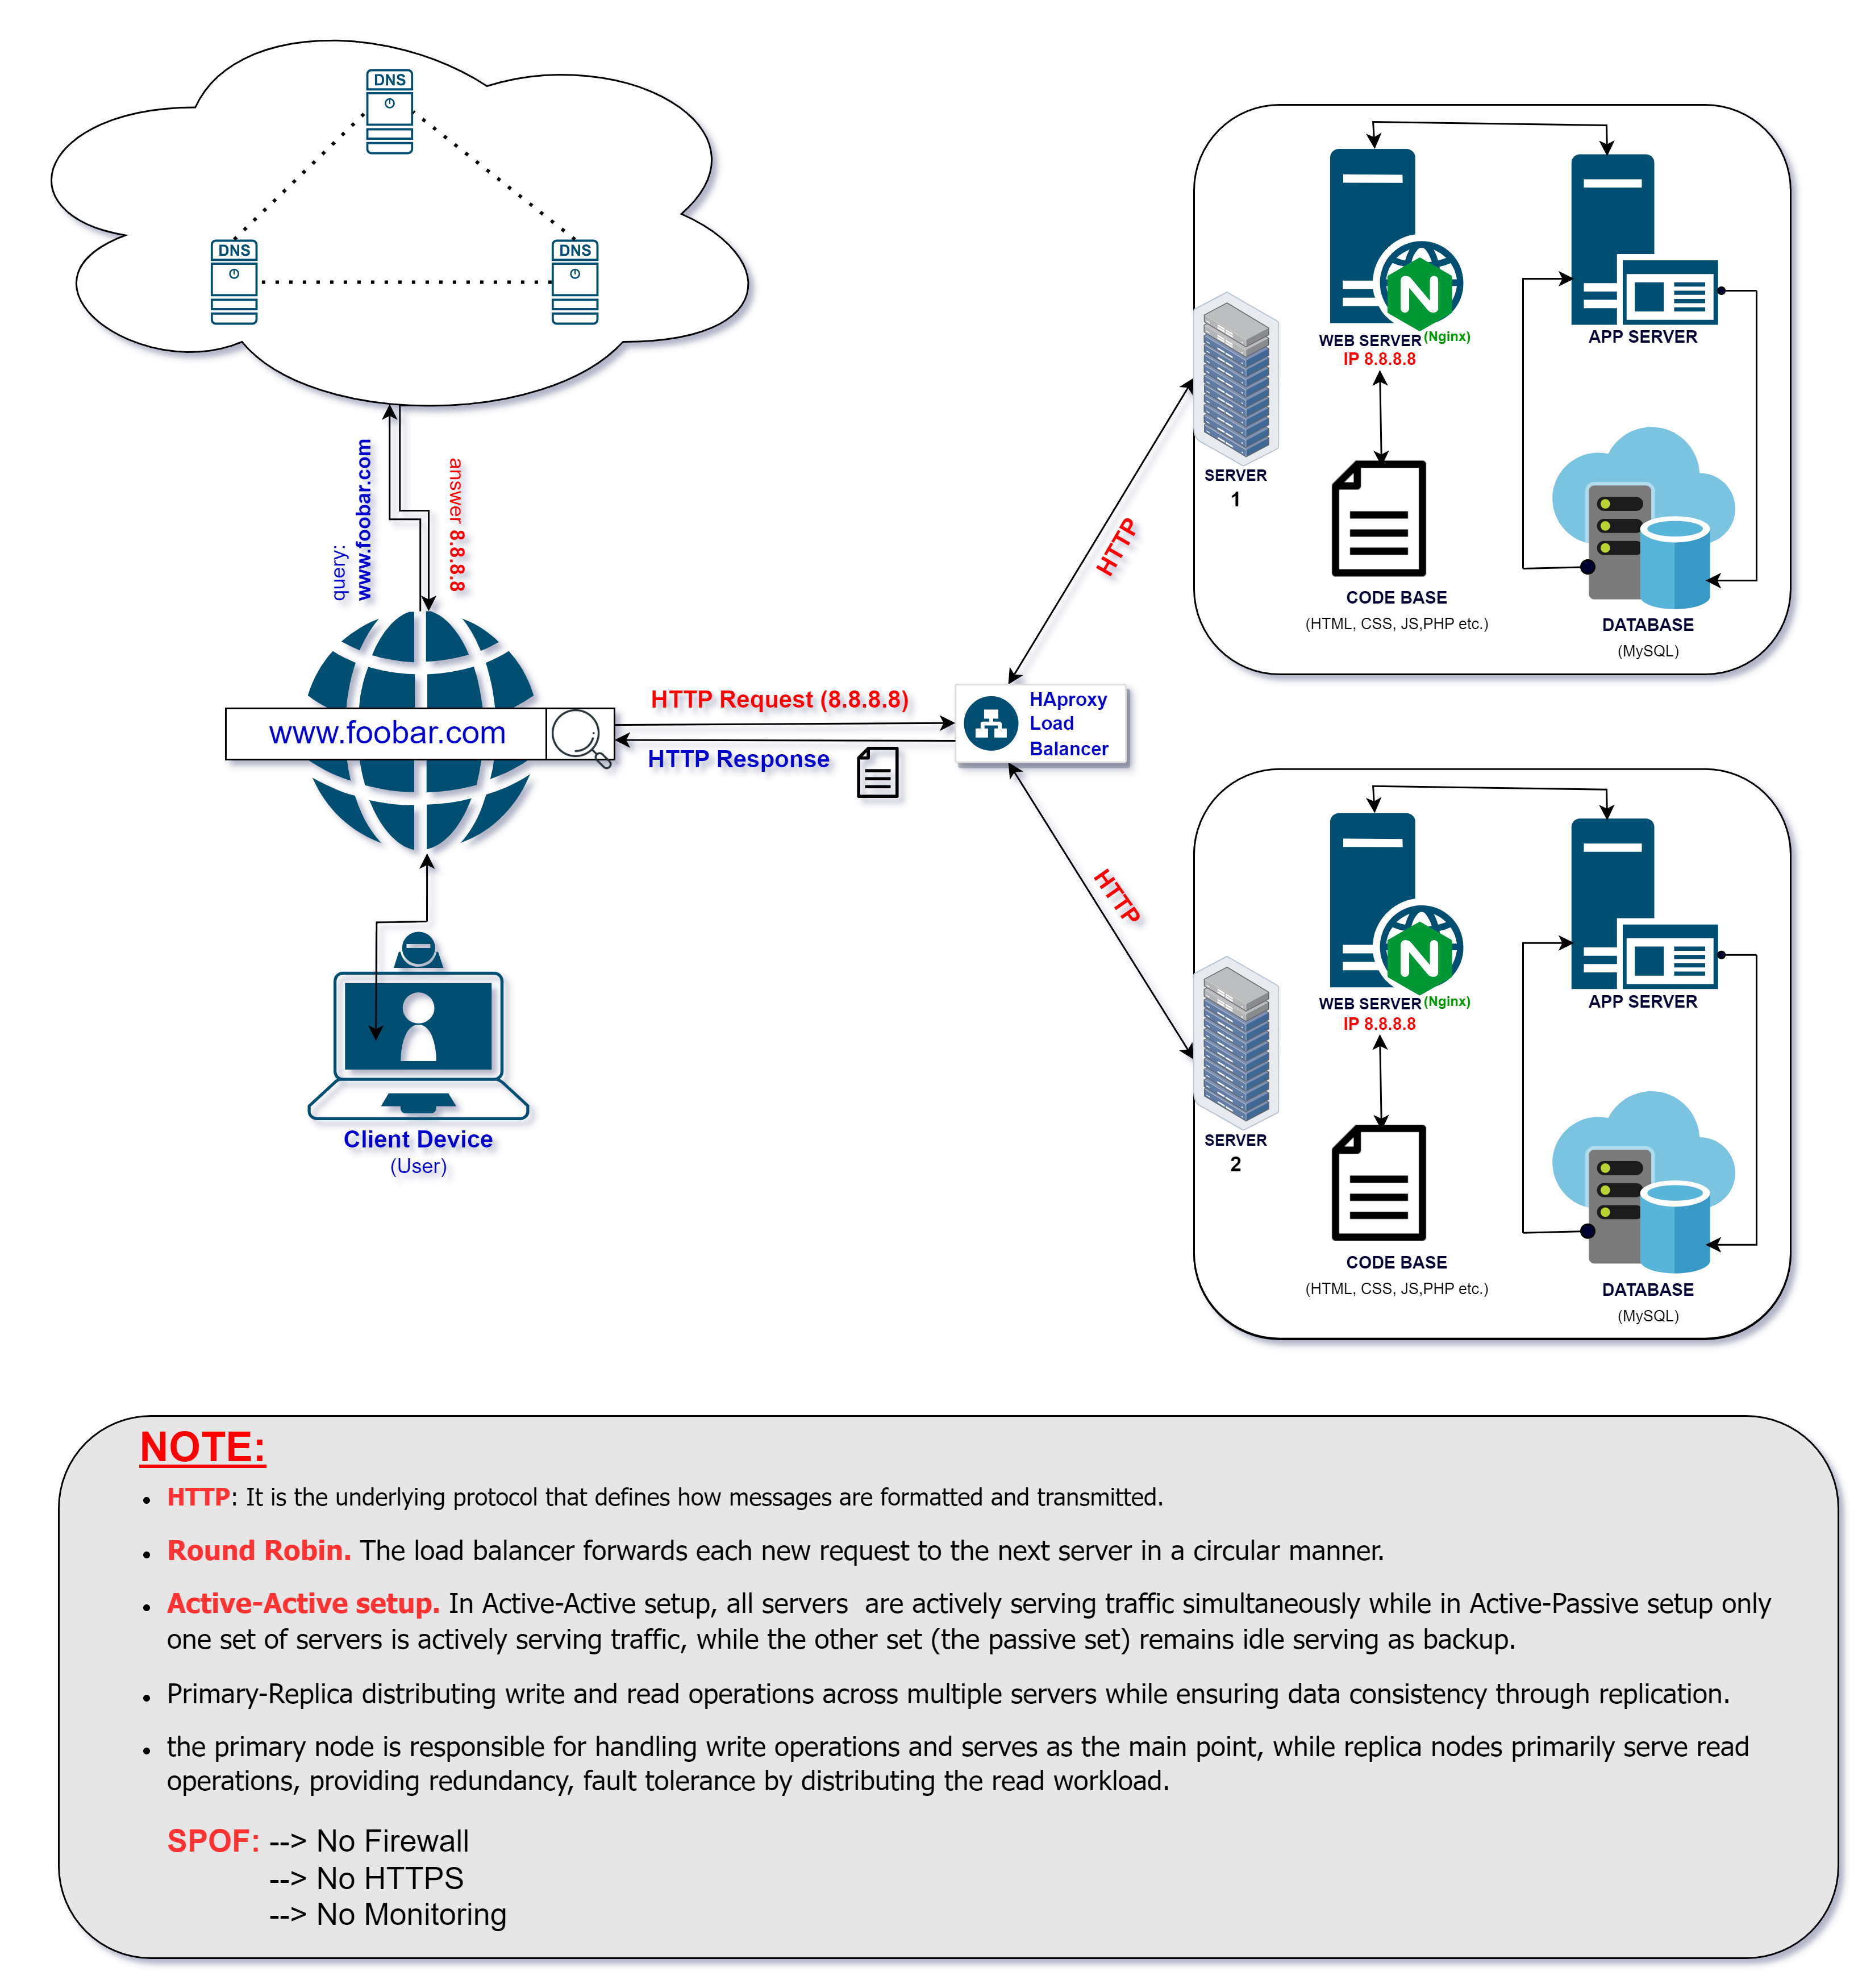 DNS
DNS
DNS
query:
www.foobar.com
answer 8.8.8.8
www.foobar.com
HTTP Request (8.8.8.8)
HTTP Response
HAproxy
Load
Balancer
HTTP
HTTP
Client Device
(User)
SERVER
1
WEB SERVER (Nginx)
IP 8.8.8.8
APP SERVER
CODE BASE
(HTML, CSS, JS,PHP etc.)
DATABASE
(MySQL)
SERVER
2
WEB SERVER (Nginx)
IP 8.8.8.8
APP SERVER
CODE BASE
(HTML, CSS, JS,PHP etc.)
DATABASE
(MySQL)
NOTE:
• HTTP: It is the underlying protocol that defines how messages are formatted and transmitted.
• Round Robin. The load balancer forwards each new request to the next server in a circular manner.
• Active-Active setup. In Active-Active setup, all servers  are actively serving traffic simultaneously while in Active-Passive setup only
one set of servers is actively serving traffic, while the other set (the passive set) remains idle serving as backup.
• Primary-Replica distributing write and read operations across multiple servers while ensuring data consistency through replication.
• the primary node is responsible for handling write operations and serves as the main point, while replica nodes primarily serve read
operations, providing redundancy, fault tolerance by distributing the read workload.
SPOF: --> No Firewall
--> No HTTPS
--> No Monitoring